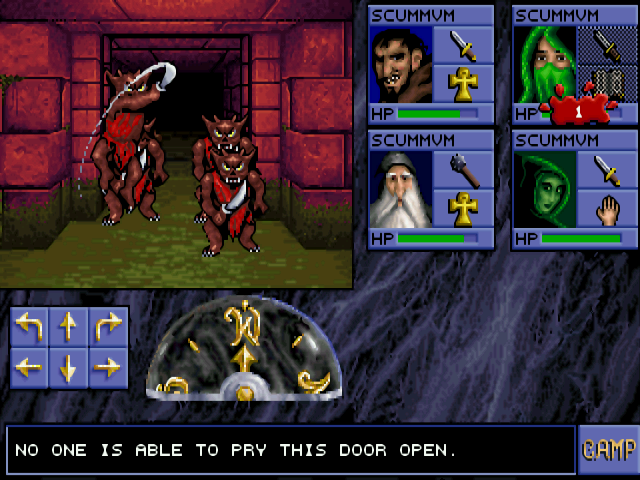 SCUMMVM
SCUMMVM
HP
HP
1
SCUMMVM
SCUMMVM
HP
HP
W
NO ONE IS ABLE TO PRY THIS DOOR OPEN.
CAMP